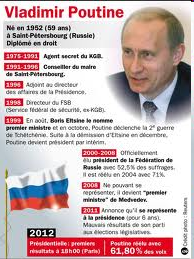 Vladimir Poutine
Né en 1952 (59 ans)
à Saint-Pétersbourg (Russie)
Diplômé en droit
1975-1991 Agent secret du KGB.
1991-1996 Conseiller du maire
de Saint-Pétersbourg.
1996 Adjoint au directeur
des affaires de la Présidence.
1998 Directeur du FSB
(Service fédéral de sécurité, ex-KGB).
1999 En août, Boris Eltsine le nomme
premier ministre et en octobre, Poutine déclenche la 2e guerre
de Tchétchénie. Suite à la démission d'Eltsine en décembre,
Poutine devient président par intérim.
2000-2008 Officiellement
élu président de la Fédération de
Russie avec 52,5% des suffrages.
Il est réélu en 2004 avec 71%.
2008 Ne pouvant se
représenter, il devient "premier
ministre" de Medvedev.
2011 Annonce qu'il se
représente à la
présidence (pour 6 ans).
Mauvais résultats de son parti
aux élections législatives.
2012
Présidentielle: premiers
résultats à 18h00 (Paris)
Poutine réélu avec
61,80% des voix
Crédit photo : Reuters